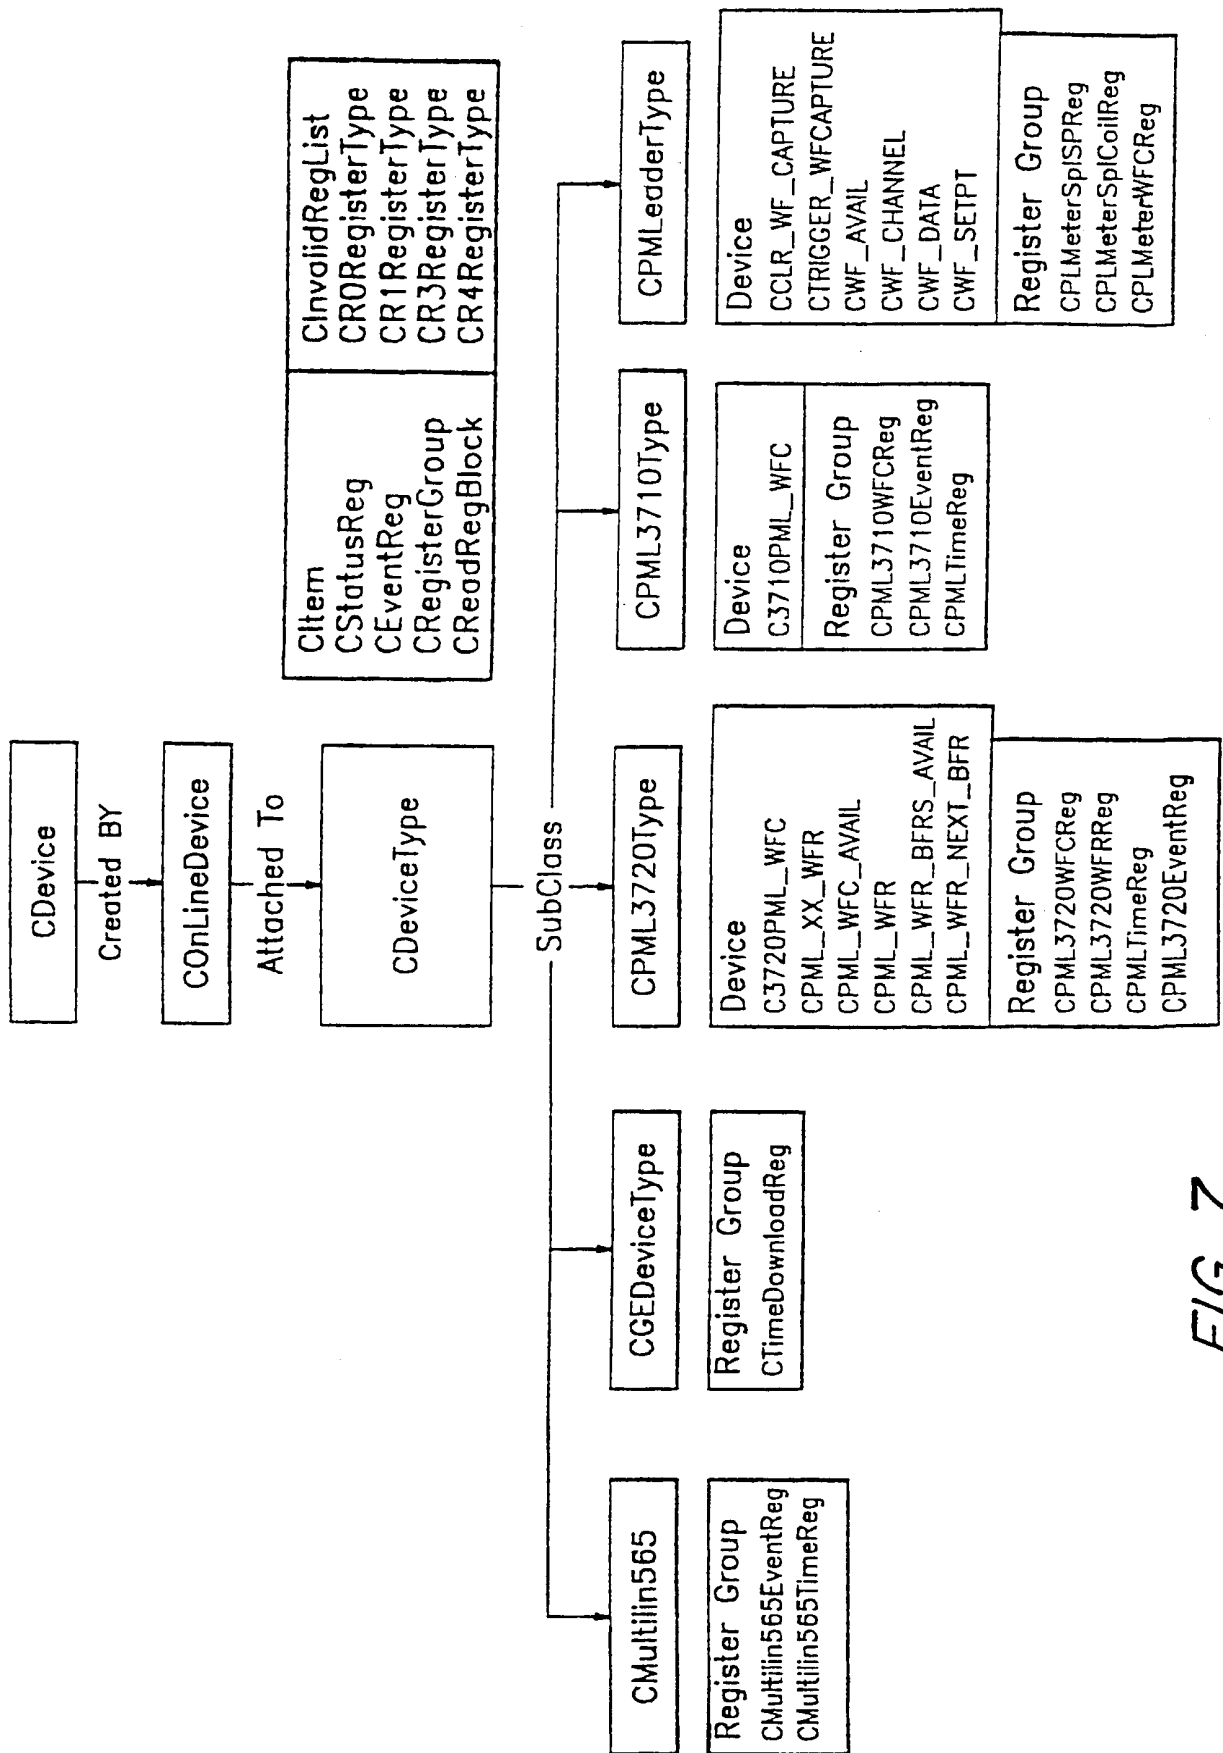 CDevice
Created BY
COnLineDevice
Attached To
CDeviceType
CItem
CStatusReg
CEventReg
CRegisterGroup
CReadRegBlock
CInvalidRegList
CR0RegisterType
CR1RegisterType
CR3RegisterType
CR4RegisterType
SubClass
CMultilin565
Register Group
CMultilin565EventReg
CMultilin565TimeReg
CGEDeviceType
Register Group
CTimeDownloadReg
CPML3720Type
Device
C3720PML_WFC
CPML_XX_WFR
CPML_WFC_AVAIL
CPML_WFR
CPML_WFR_BFRS_AVAIL
CPML_WFR_NEXT_BFR
Register Group
CPML3720WFCReg
CPML3720WFRReg
CPMLTimeReg
CPML3720EventReg
CPML3710Type
Device
C3710PML_WFC
Register Group
CPML3710WFCReg
CPML3710EventReg
CPMLTimeReg
CPMLeaderType
Device
CCLR_WF_CAPTURE
CTRIGGER_WFCAPTURE
CWF_AVAIL
CWF_CHANNEL
CWF_DATA
CWF_SETPT
Register Group
CPLMeterSplSPReg
CPLMeterSplCoilReg
CPLMeterWFCReg
FIG. 7